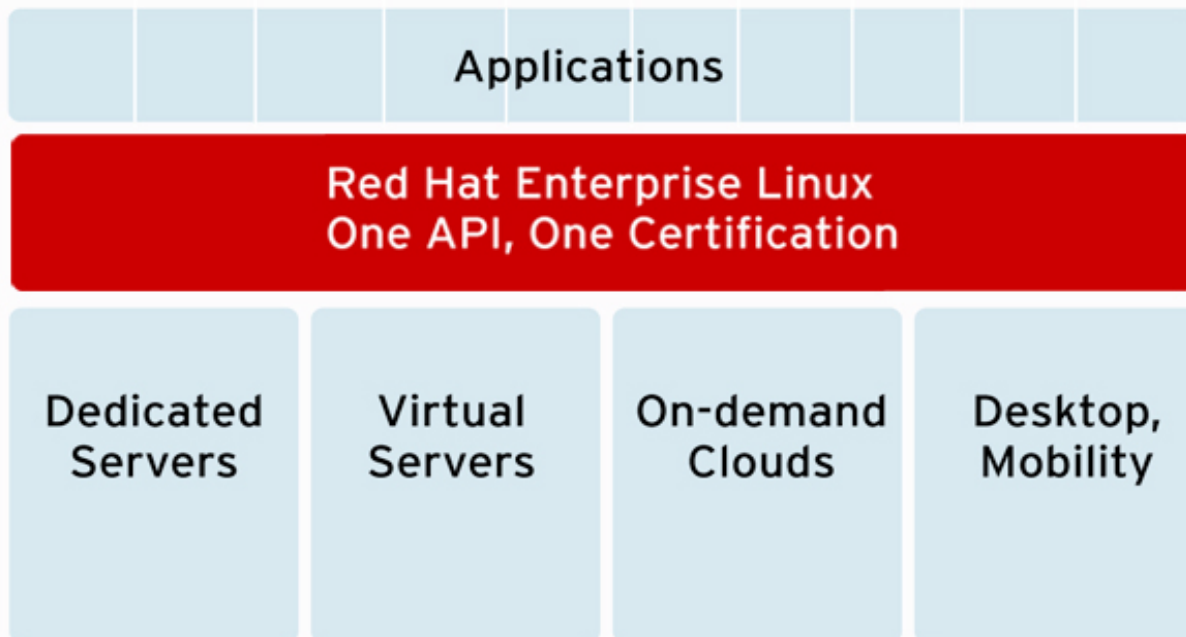 Applications
Red Hat Enterprise Linux
One API, One Certification
Dedicated
Servers
Virtual
Servers
On-demand
Clouds
Desktop,
Mobility